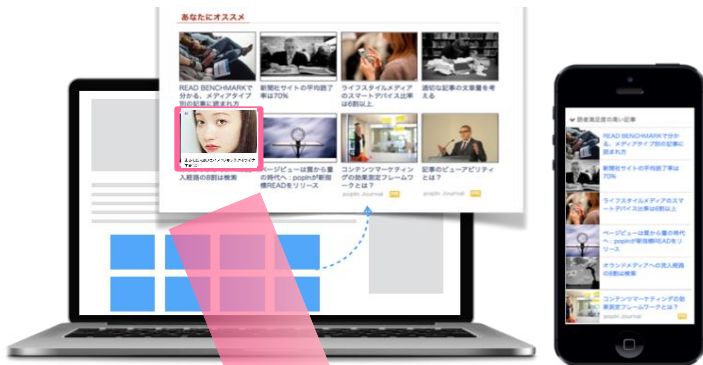 あなたにオススメ
READ BENCHMARKで
分かる、メディアタイプ
別の記事に読まれ方
新聞社サイトの平均読了
率は70%
ライフスタイルメディア
のスマートデバイス比率
は6割以上
適切な記事の文章量を考
える
入経路の8割は検索
ページビューは質から量
の時代へ：popInが新指
標READをリリース
コンテンツマーケティン
グの効果測定フレームワ
ークとは？
popIn Journal
記事のビューアビリティ
とは？
popIn Journal
読者満足度の高い記事
READ BENCHMARKで分か
る、メディアタイプ別の記事に
読まれ方
新聞社サイトの平均読了率は
70%
ライフスタイルメディアのスマ
ートデバイス比率は6割以上
ページビューは質から量の時代
へ：popInが新指標READをリ
リース
オウンドメディアへの流入経路
の8割は検索
コンテンツマーケティングの効
果測定フレームワークとは？
popIn Journal